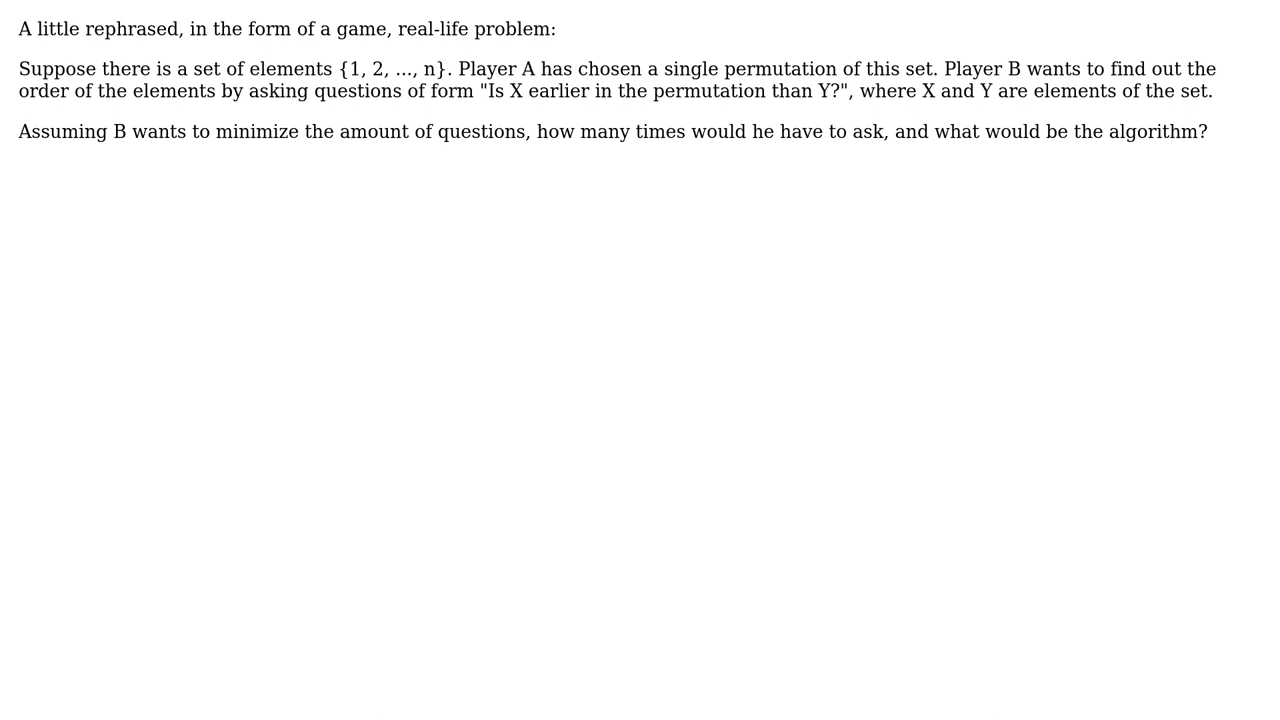 A little rephrased, in the form of a game, real-life problem:
Suppose there is a set of elements {1, 2, ..., n}. Player A has chosen a single permutation of this set. Player B wants to find out the
order of the elements by asking questions of form "Is X earlier in the permutation than Y?", where X and Y are elements of the set.
Assuming B wants to minimize the amount of questions, how many times would he have to ask, and what would be the algorithm?